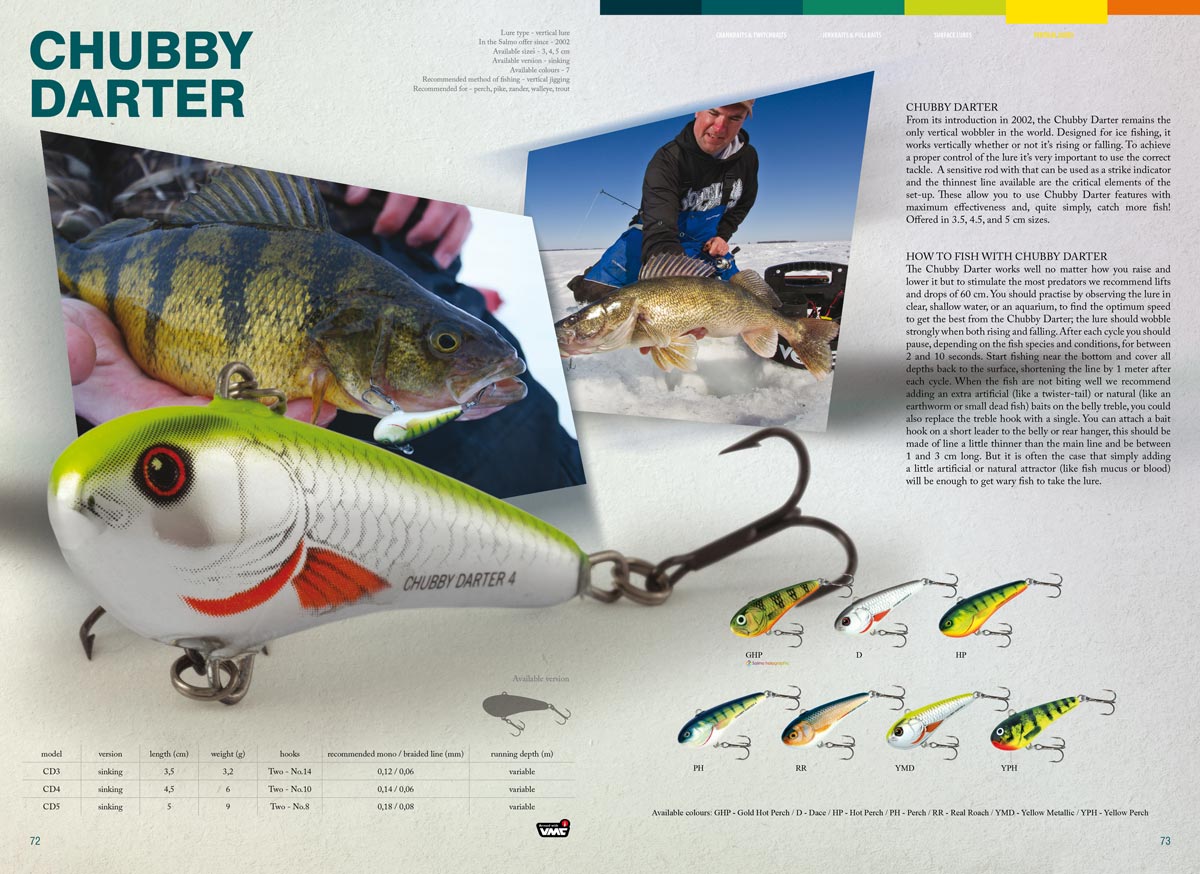 CHUBBY
DARTER
Lure type - vertical lure
In the Salmo offer since - 2002
Available sizes - 3, 4, 5 cm
Available version - sinking
Available colours - 7
Recommended method of fishing - vertical jigging
Recommended for - perch, pike, zander, walleye, trout
CRANKBAITS & TWITCHBAITS
JERKBAITS & PULLBAITS
SURFACE LURES
VERTICAL LURES
CHUBBY DARTER
From its introduction in 2002, the Chubby Darter remains the
only vertical wobbler in the world. Designed for ice fishing, it
works vertically whether or not it's rising or falling. To achieve
a proper control of the lure it's very important to use the correct
tackle. A sensitive rod with that can be used as a strike indicator
and the thinnest line available are the critical elements of the
set-up. These allow you to use Chubby Darter features with
maximum effectiveness and, quite simply, catch more fish!
Offered in 3.5, 4.5, and 5 cm sizes.
HOW TO FISH WITH CHUBBY DARTER
The Chubby Darter works well no matter how you raise and
lower it but to stimulate the most predators we recommend lifts
and drops of 60 cm. You should practise by observing the lure in
clear, shallow water, or an aquarium, to find the optimum speed
to get the best from the Chubby Darter; the lure should wobble
strongly when both rising and falling. After each cycle you should
pause, depending on the fish species and conditions, for between
2 and 10 seconds. Start fishing near the bottom and cover all
depths back to the surface, shortening the line by 1 meter after
each cycle. When the fish are not biting well we recommend
adding an extra artificial (like a twister-tail) or natural (like an
earthworm or small dead fish) baits on the belly treble, you could
also replace the treble hook with a single. You can attach a bait
hook on a short leader to the belly or rear hanger, this should be
made of line a little thinner than the main line and be between
1 and 3 cm long. But it is often the case that simply adding
a little artificial or natural attractor (like fish mucus or blood)
will be enough to get wary fish to take the lure.
CHUBBY DARTER 4
GHP
Salmo holographic
D
HP
PH
RR
YMD
YPH
Available version
model version length (cm) weight (g) hooks recommended mono / braided line (mm) running depth (m)
CD3 sinking 3,5 3,2 Two - No.14 0,12 / 0,06 variable
CD4 sinking 4,5 6 Two - No.10 0,14 / 0,06 variable
CD5 sinking 5 9 Two - No.8 0,18 / 0,08 variable
VMC
Available colours: GHP - Gold Hot Perch / D - Dace / HP - Hot Perch / PH - Perch / RR - Real Roach / YMD - Yellow Metallic / YPH - Yellow Perch
72
73